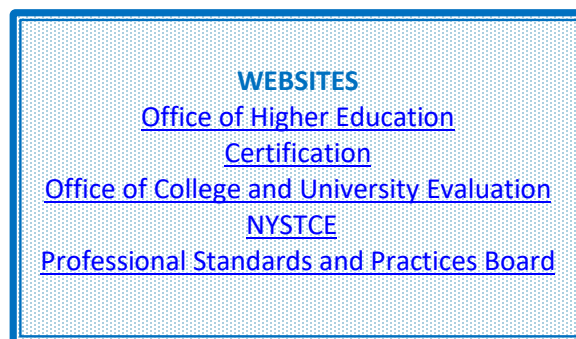 WEBSITES
Office of Higher Education
Certification
Office of College and University Evaluation
NYSTCE
Professional Standards and Practices Board